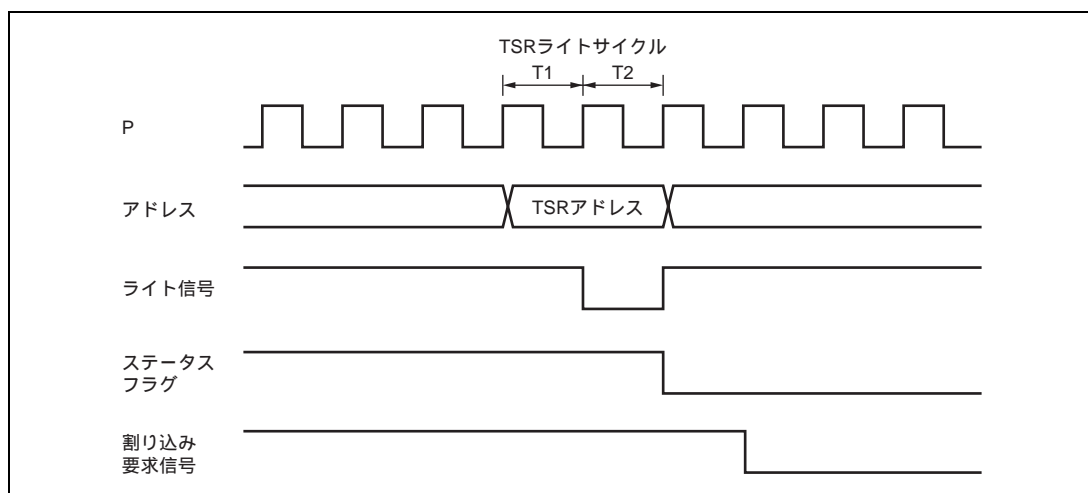 TSRライトサイクル
T1 T2
P
アドレス
TSRアドレス
ライト信号
ステータス
フラグ
割り込み
要求信号